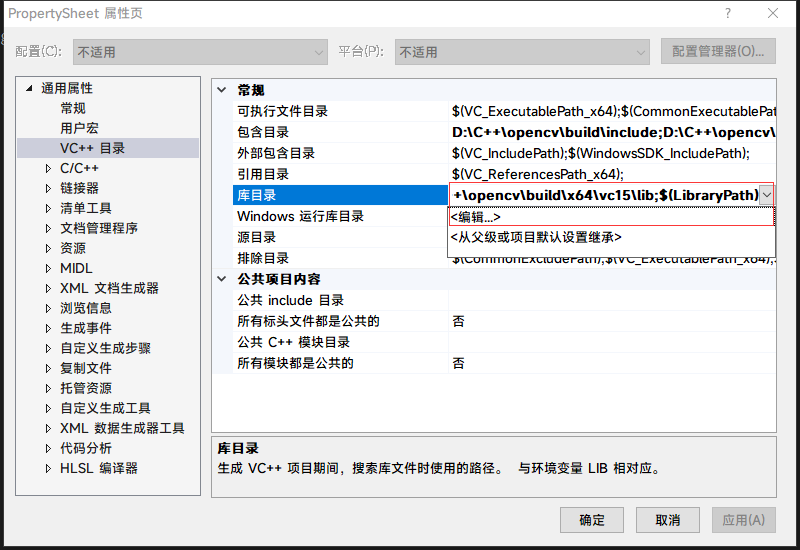 PropertySheet 属性页
配置(C): 不适用 平台(P): 不适用 配置管理器(O)...
通用属性
常规
用户宏
VC++ 目录
C/C++
链接器
清单工具
文档管理程序
资源
MIDL
XML 文档生成器
浏览信息
生成事件
自定义生成步骤
复制文件
托管资源
自定义生成工具
XML 数据生成器工具
代码分析
HLSL 编译器
常规
可执行文件目录 $(VC_ExecutablePath_x64);$(CommonExecutablePat
包含目录 D:\C++\opencv\build\include;D:\C++\opencv\
外部包含目录 $(VC_IncludePath);$(WindowsSDK_IncludePath);
引用目录 $(VC_ReferencesPath_x64);
库目录 +\opencv\build\x64\vc15\lib;$(LibraryPath)
Windows 运行库目录 <编辑...>
源目录 <从父级或项目默认设置继承>
排除目录 $(CommonExcludePath);$(VC_ExecutablePath_x64);
公共项目内容
公共 include 目录
所有标头文件都是公共的 否
公共 C++ 模块目录
所有模块都是公共的 否
库目录
生成 VC++ 项目期间，搜索库文件时使用的路径。 与环境变量 LIB 相对应。
确定 取消 应用(A)